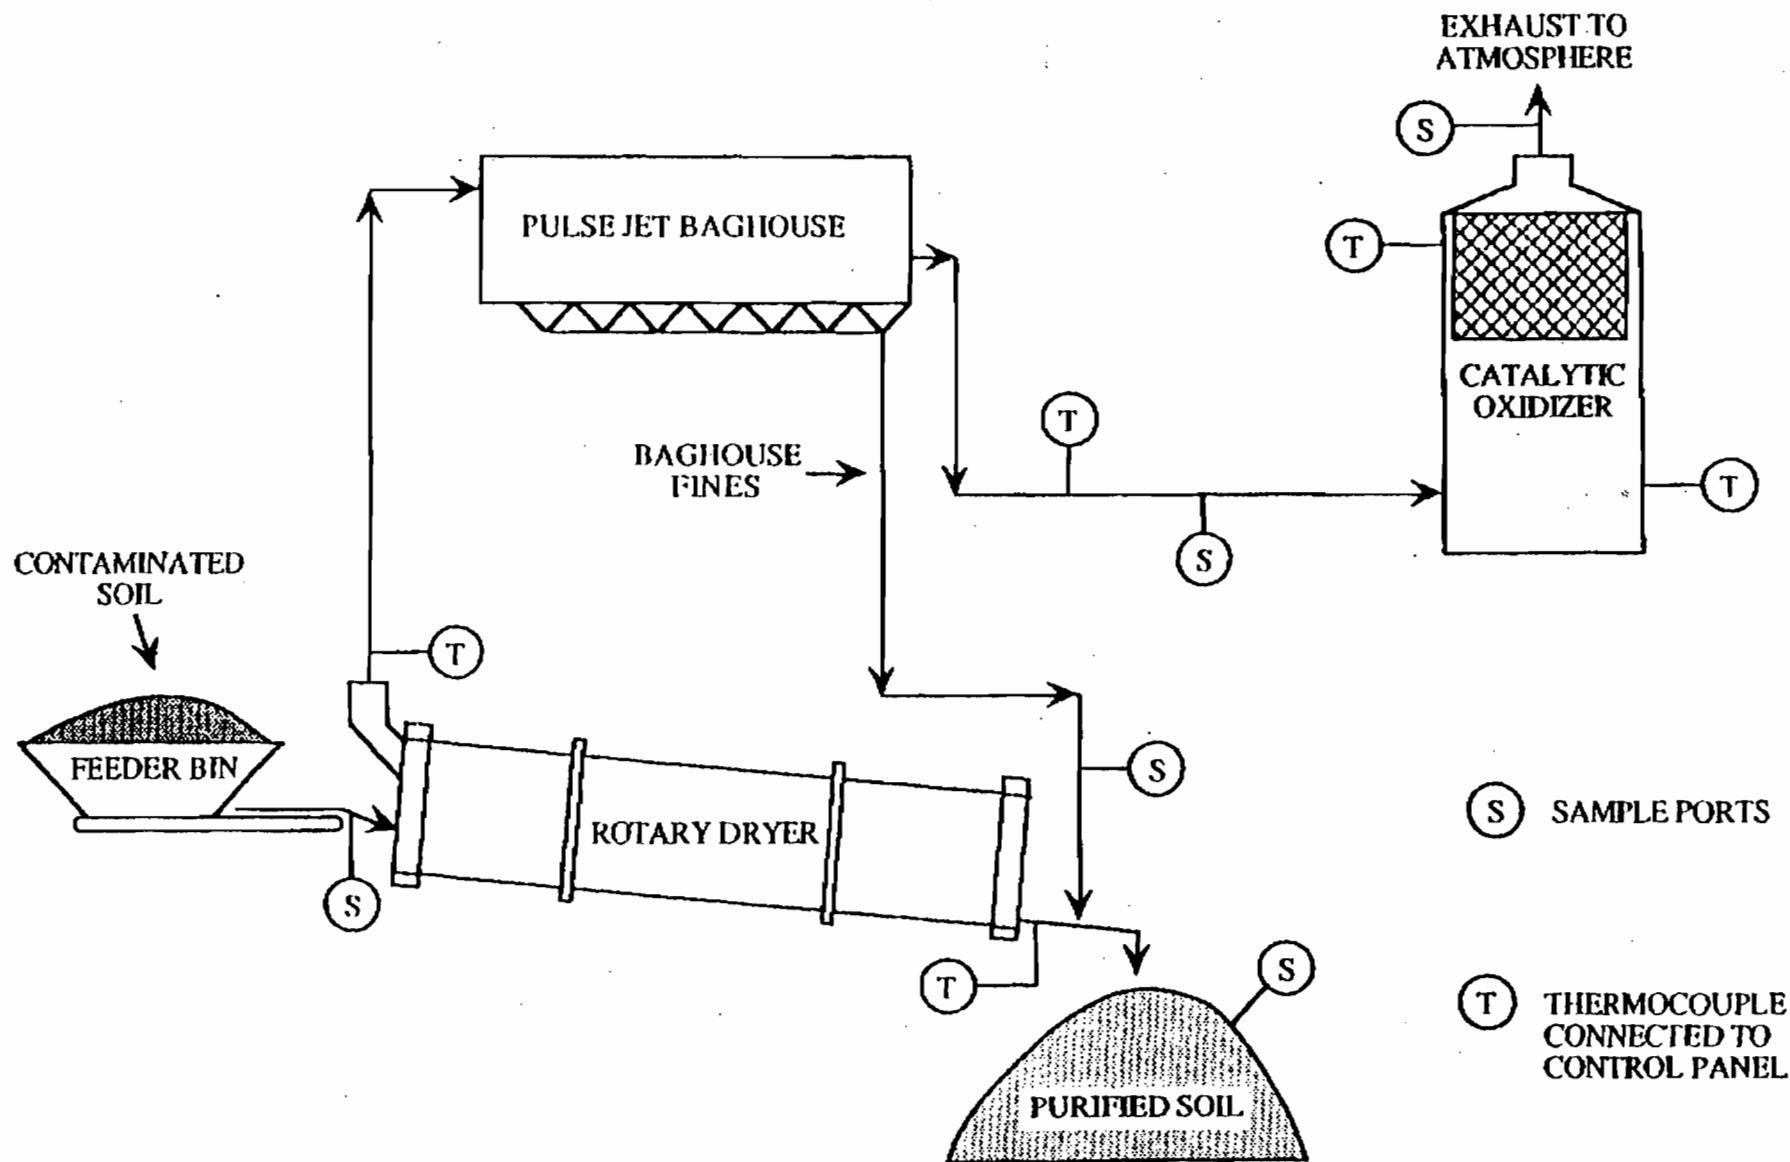 EXHAUST TO
ATMOSPHERE
S
PULSE JET BAGHOUSE
T
CATALYTIC
OXIDIZER
T
BAGHOUSE
FINES
T
S
CONTAMINATED
SOIL
T
FEEDER BIN
S
ROTARY DRYER
S
S SAMPLE PORTS
T
S
T THERMOCOUPLE
CONNECTED TO
CONTROL PANEL
PURIFIED SOIL